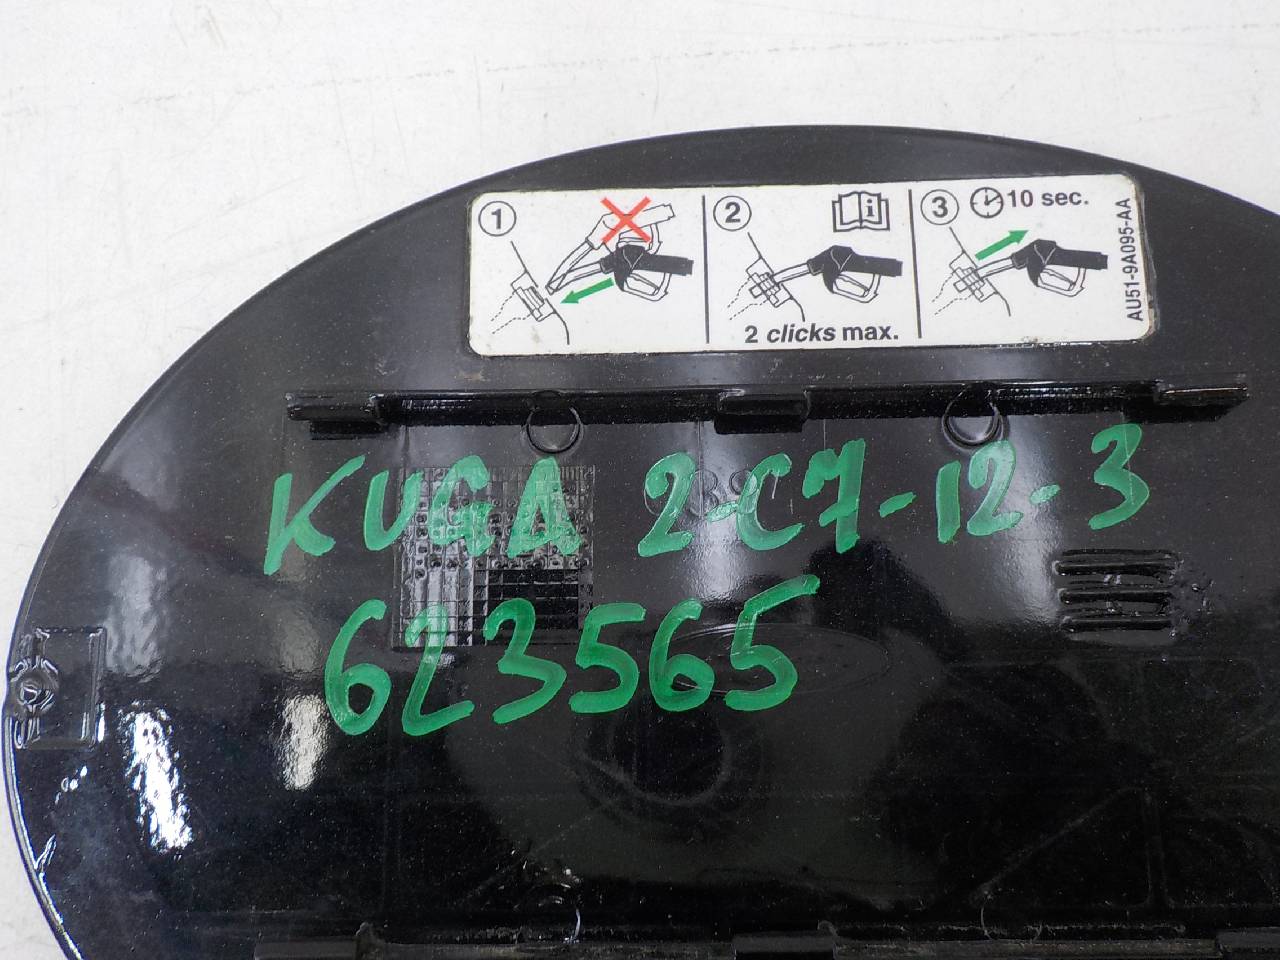 1
2
3 10 sec.
2 clicks max.
AU51-9A095-AA
KUGA 2-C7-12-3
623565